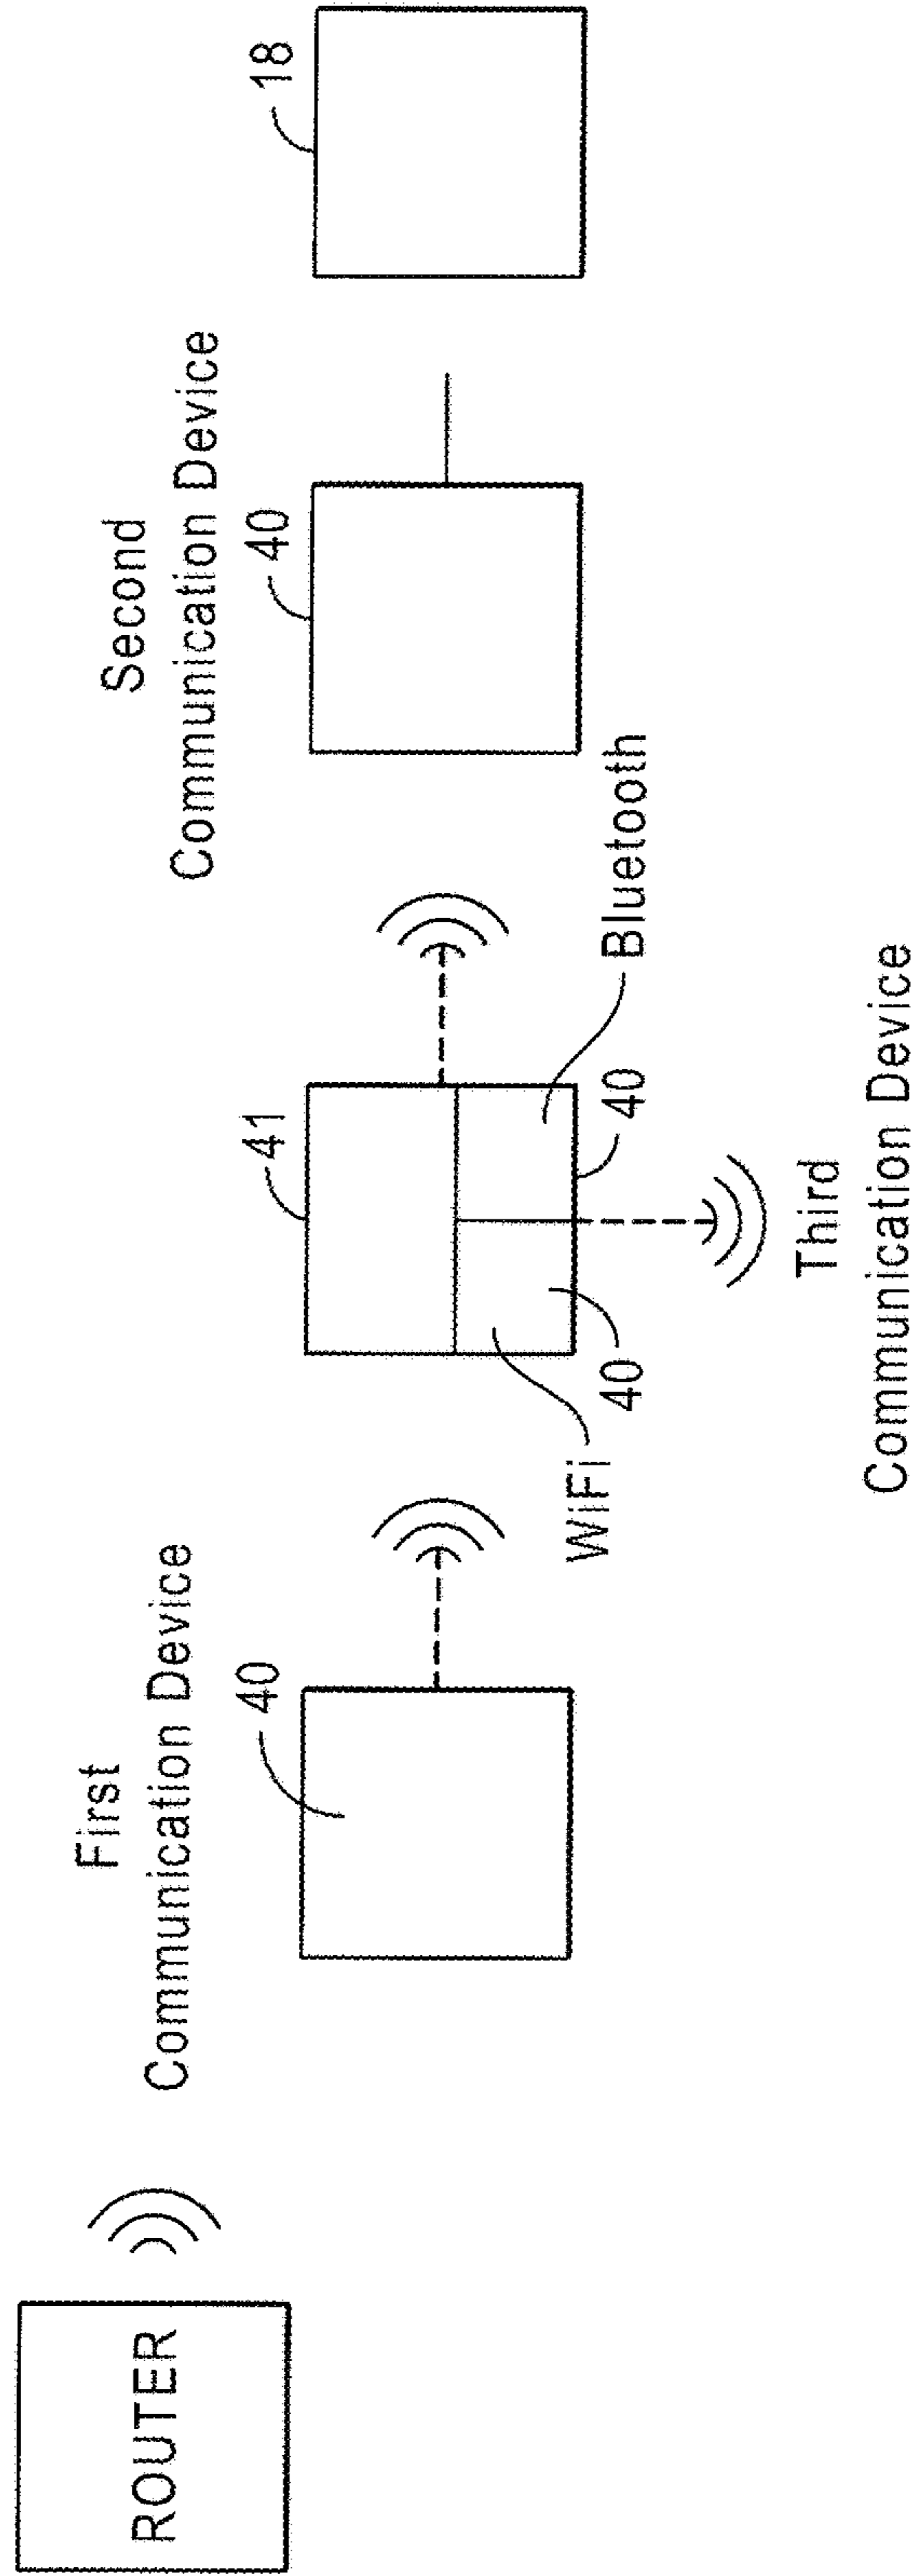 ROUTER
First
Communication Device
40
41
WiFi
40
40
Bluetooth
Third
Communication Device
Second
Communication Device
40
18